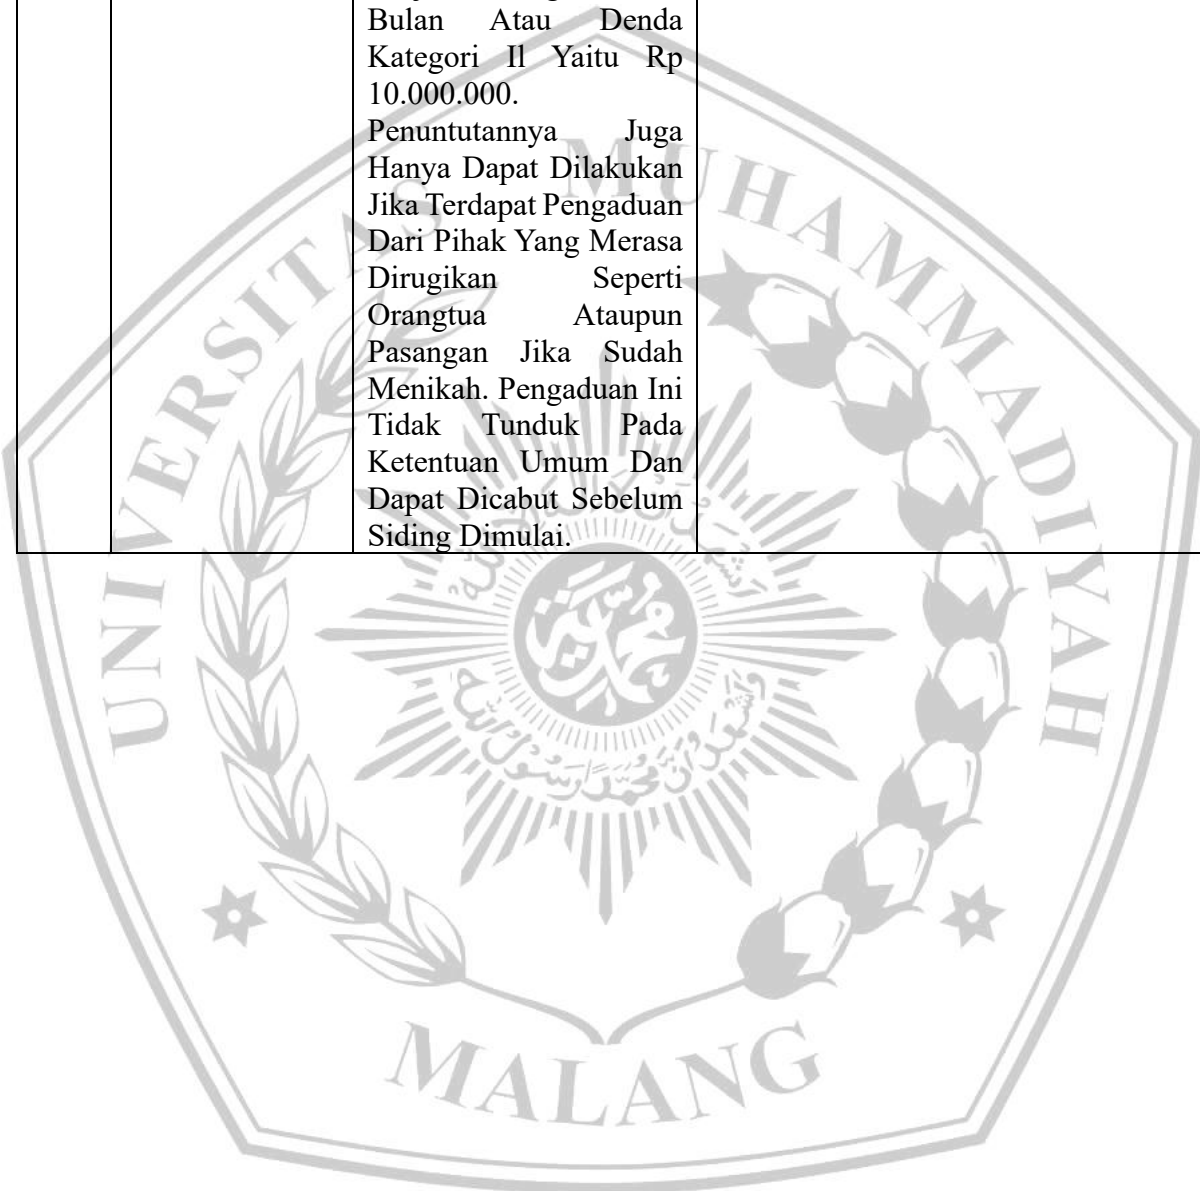 Bulan Atau Denda
Kategori Il Yaitu Rp
10.000.000.
Penuntutannya Juga
Hanya Dapat Dilakukan
Jika Terdapat Pengaduan
Dari Pihak Yang Merasa
Dirugikan Seperti
Orangtua Ataupun
Pasangan Jika Sudah
Menikah. Pengaduan Ini
Tidak Tunduk Pada
Ketentuan Umum Dan
Dapat Dicabut Sebelum
Siding Dimulai.
UNIVERSITAS MUHAMMADIYAH
MALANG